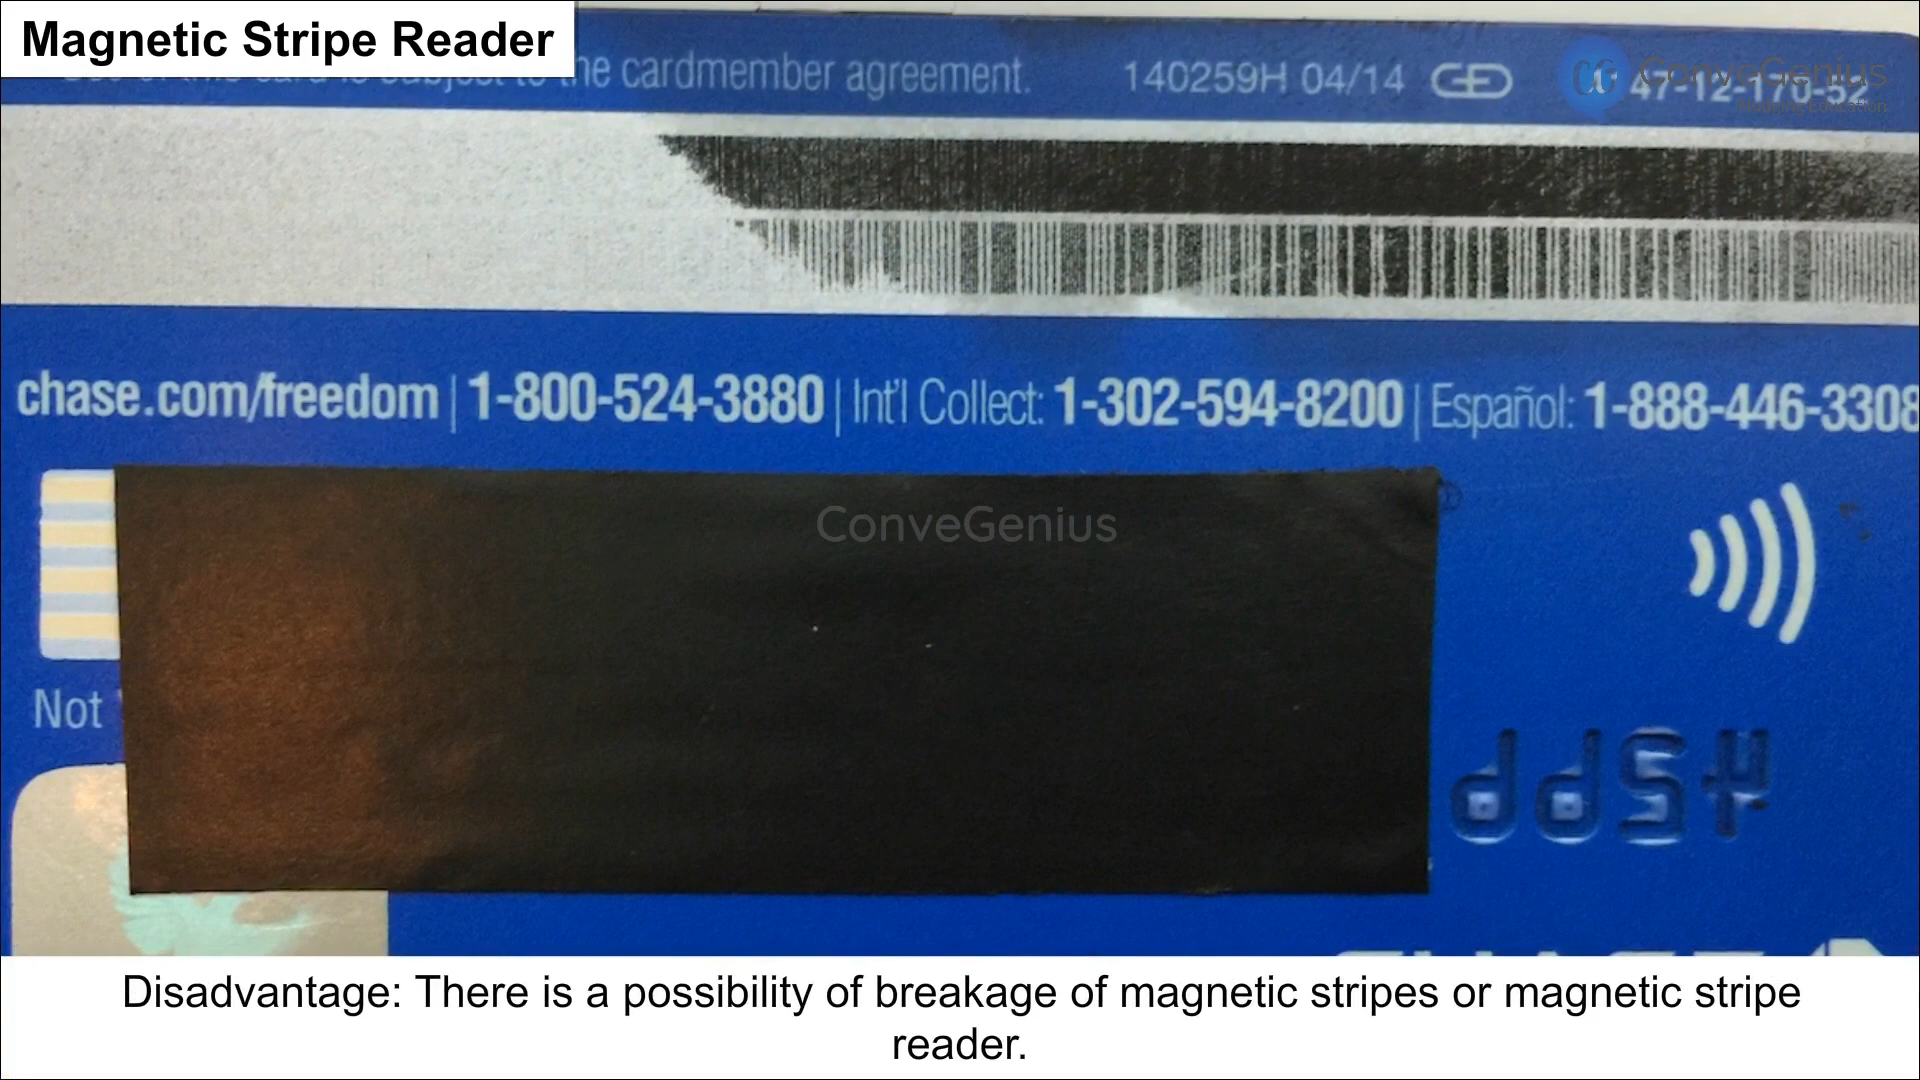 Magnetic Stripe Reader
the cardmember agreement.
140259H 04/14
47-12-170-52
ConveGenius
chase.com/freedom | 1-800-524-3880 | Int'l Collect: 1-302-594-8200 | Español: 1-888-446-3308
ConveGenius
Not
Disadvantage: There is a possibility of breakage of magnetic stripes or magnetic stripe
reader.